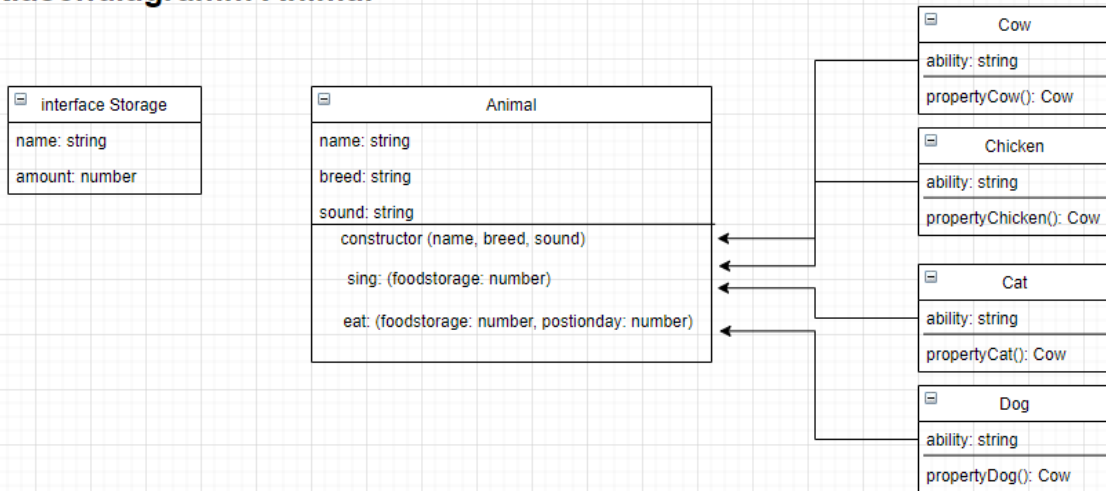 interface Storage
name: string
amount: number
Animal
name: string
breed: string
sound: string
constructor (name, breed, sound)
sing: (foodstorage: number)
eat: (foodstorage: number, postionday: number)
Cow
ability: string
propertyCow(): Cow
Chicken
ability: string
propertyChicken(): Cow
Cat
ability: string
propertyCat(): Cow
Dog
ability: string
propertyDog(): Cow